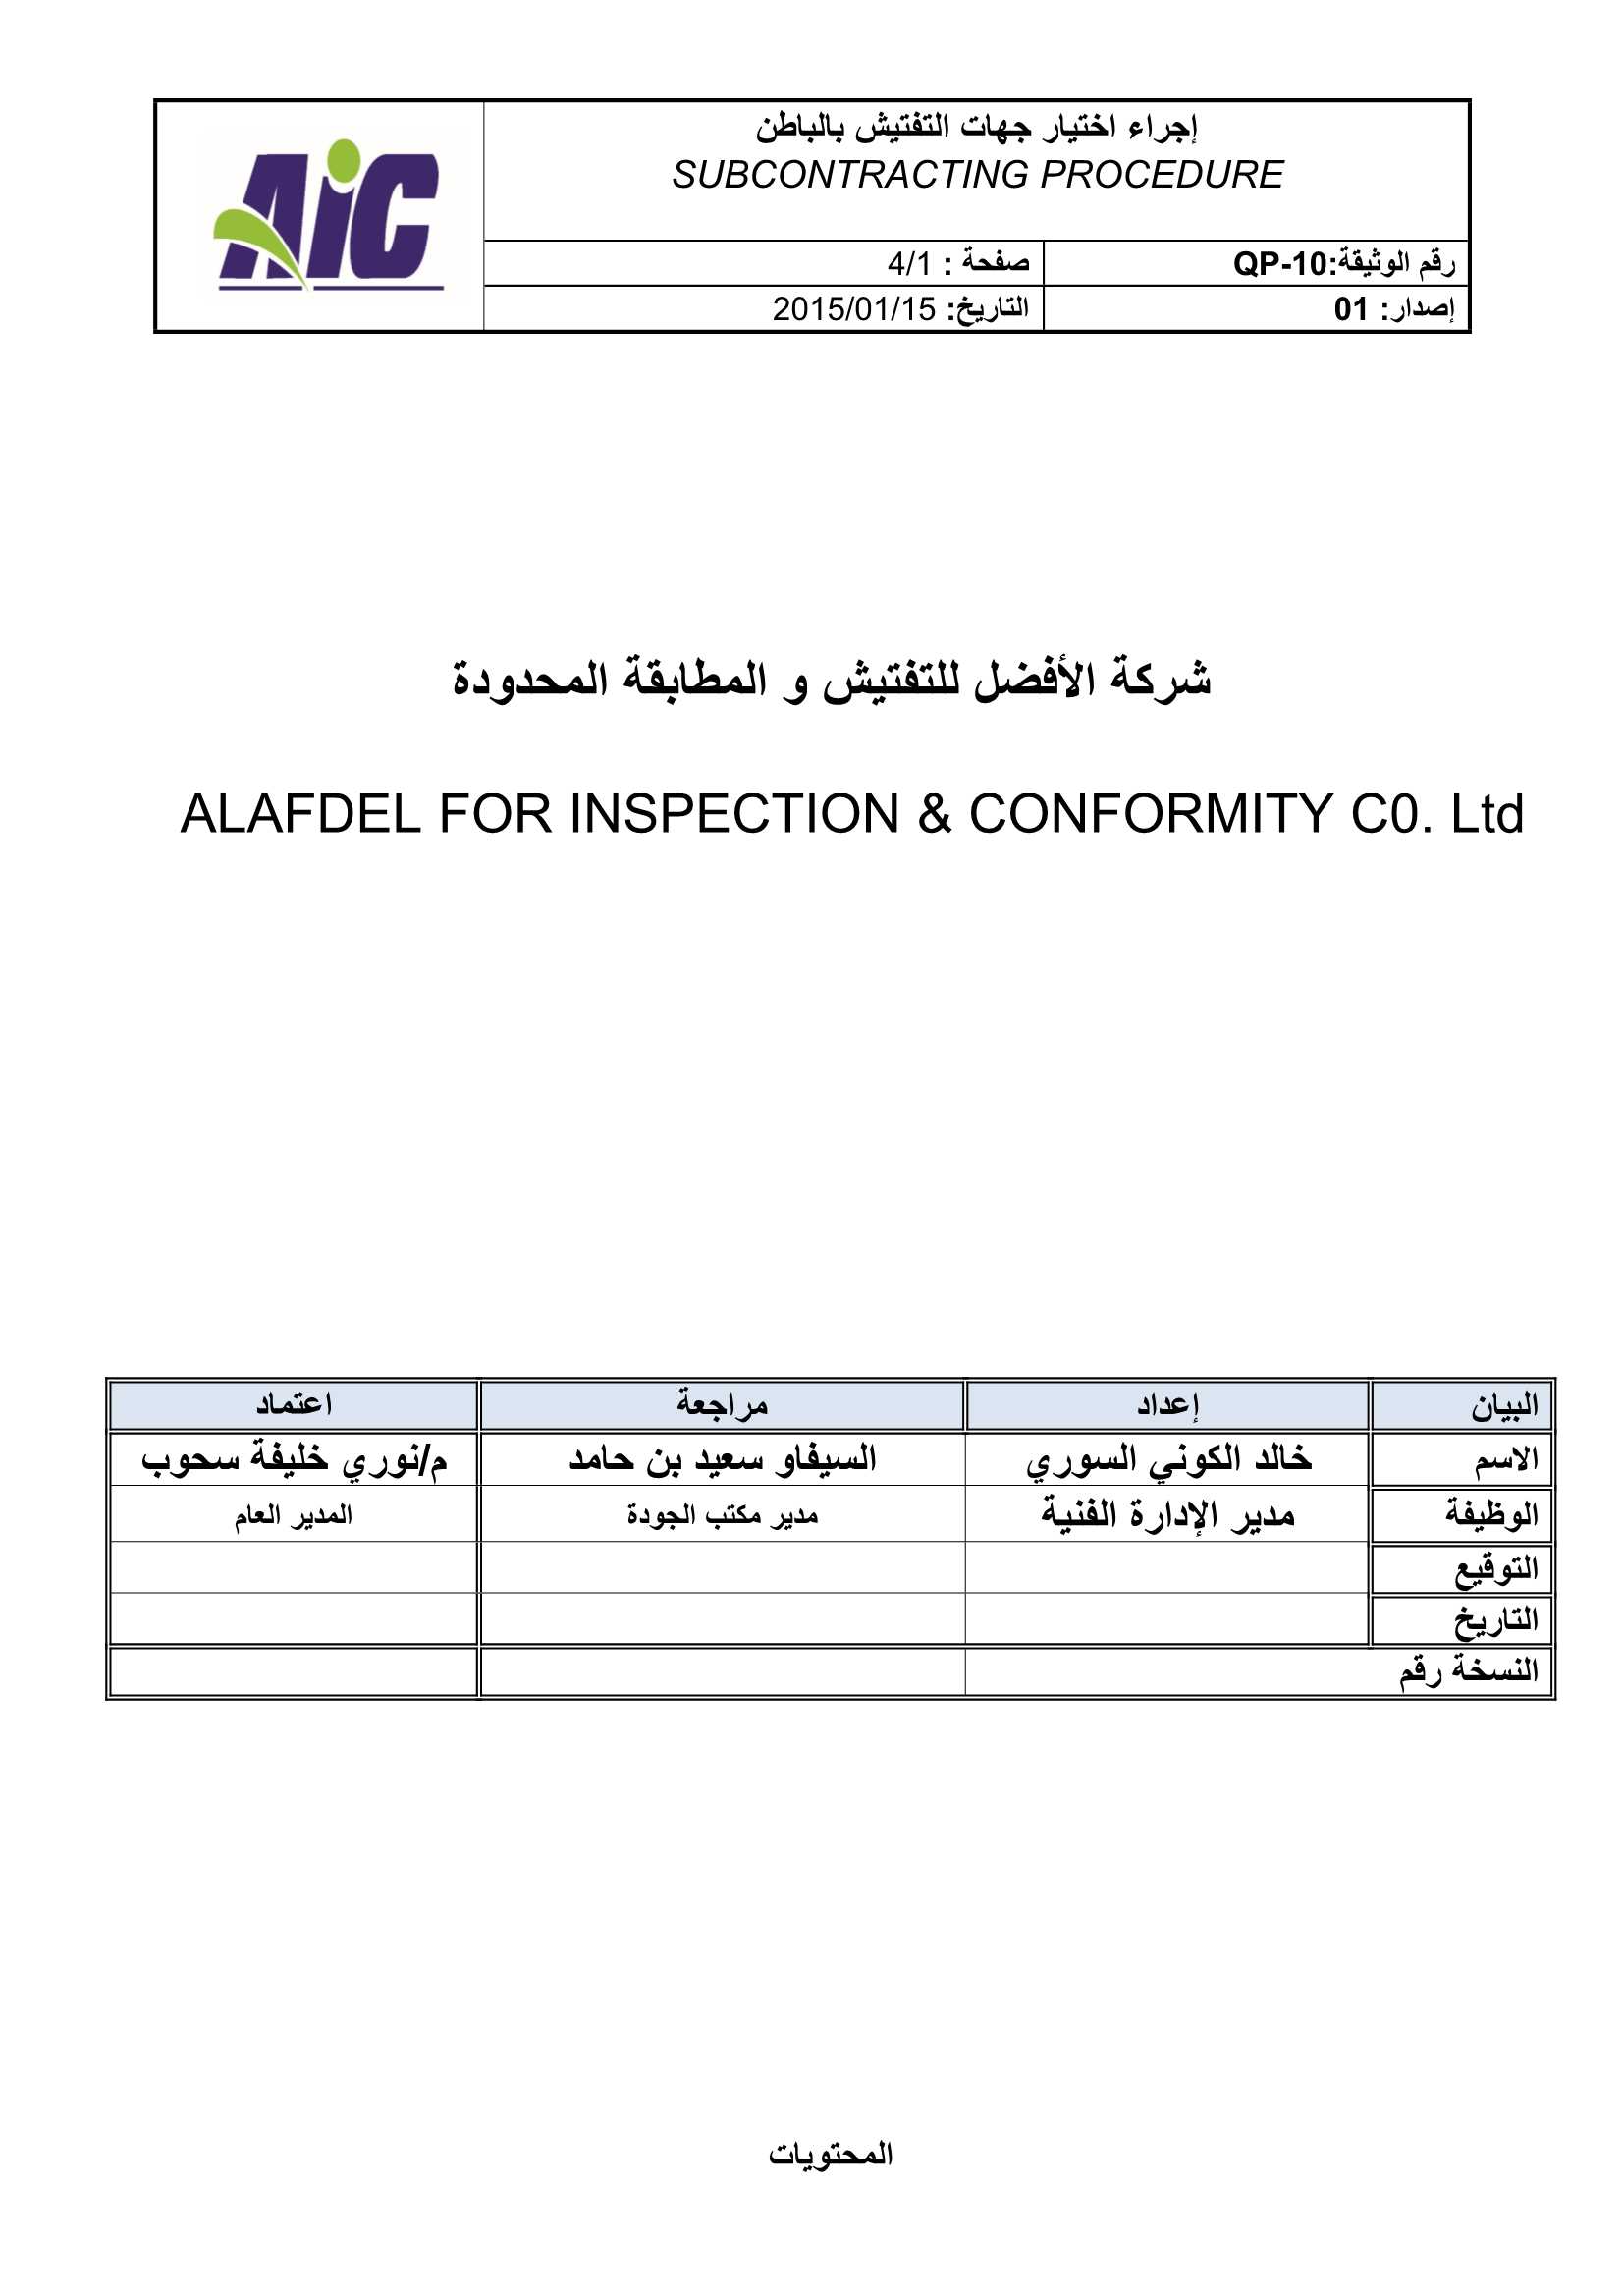 AiC
إجراء اختيار جهات التفتيش بالباطن
SUBCONTRACTING PROCEDURE
رقم الوثيقة:QP-10 صفحة : 4/1
إصدار: 01 التاريخ: 2015/01/15
شركة الأفضل للتفتيش و المطابقة المحدودة
ALAFDEL FOR INSPECTION & CONFORMITY C0. Ltd
البيان إعداد مراجعة اعتماد
الاسم خالد الكوني السوري السيفاو سعيد بن حامد م/نوري خليفة سحوب
الوظيفة مدير الإدارة الفنية مدير مكتب الجودة المدير العام
التوقيع
التاريخ
النسخة رقم
المحتويات